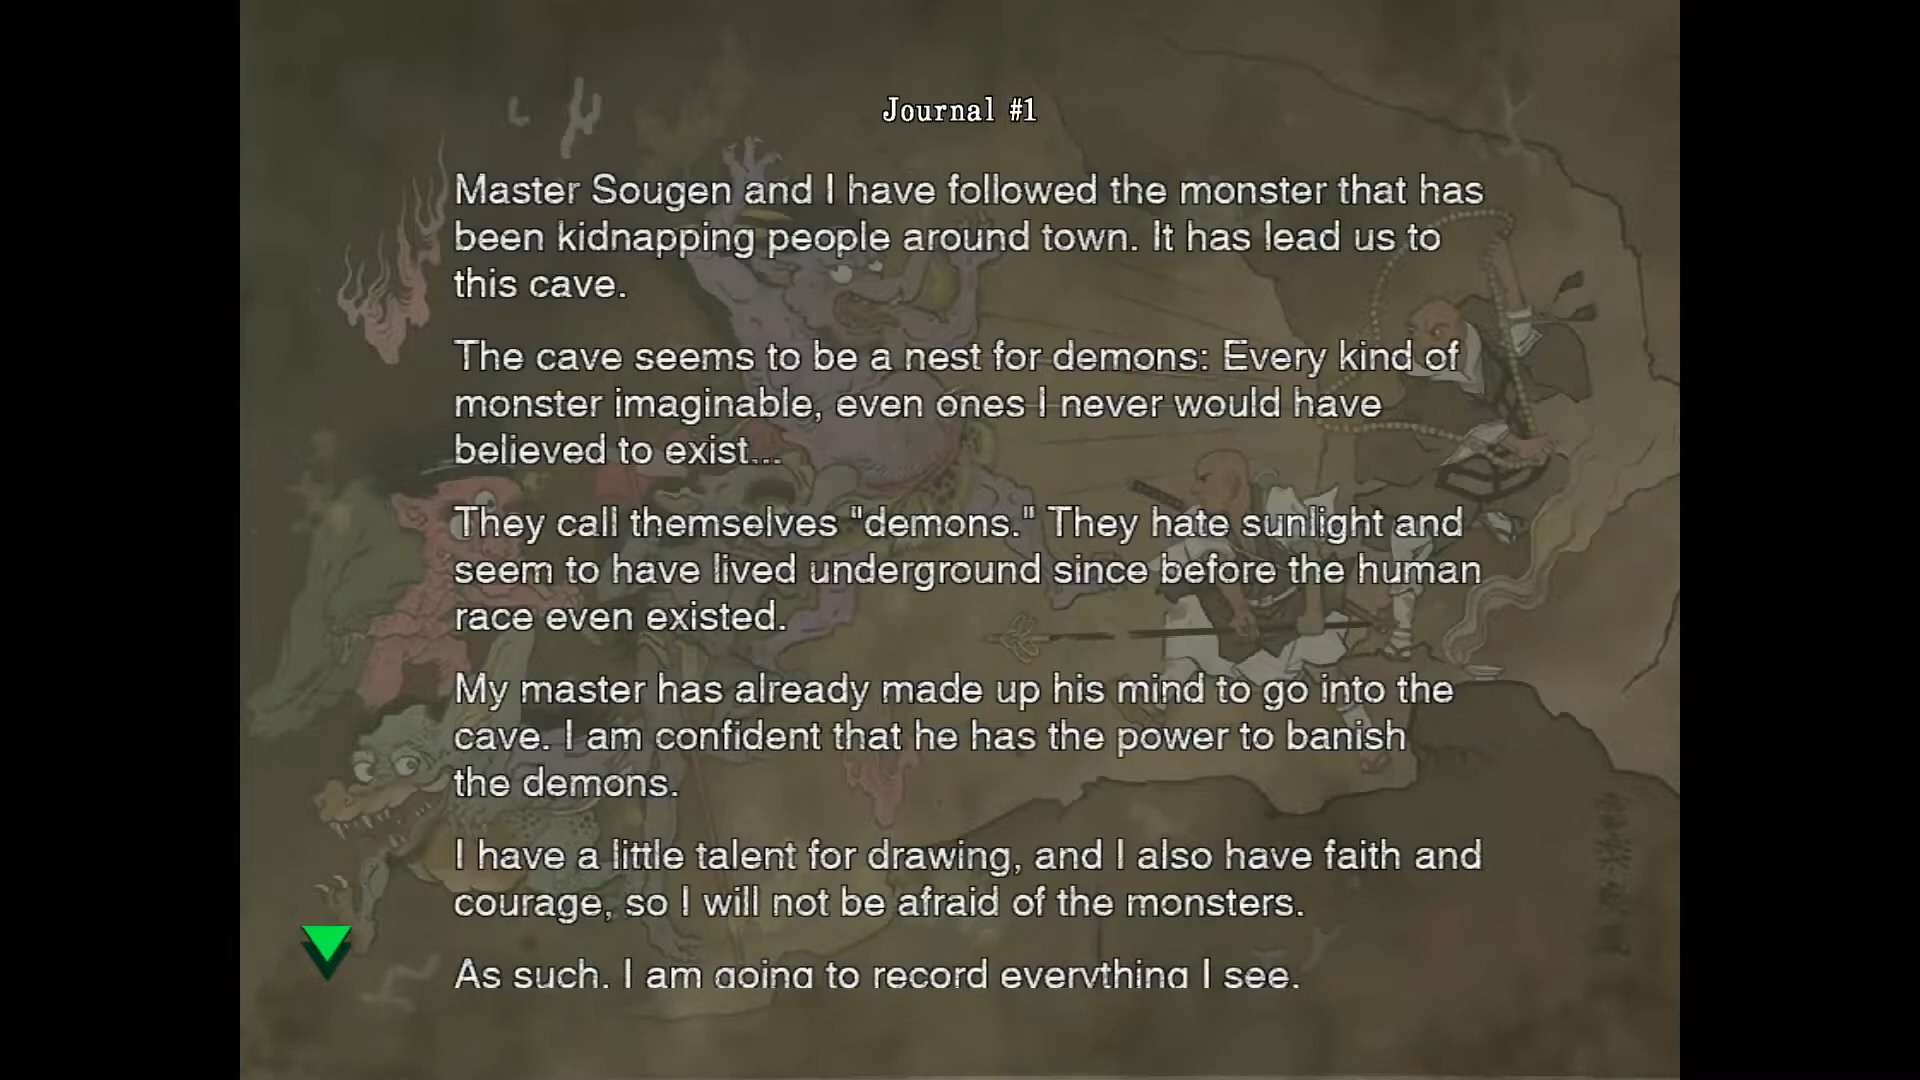 Journal #1
Master Sougen and I have followed the monster that has
been kidnapping people around town. It has lead us to
this cave.
The cave seems to be a nest for demons: Every kind of
monster imaginable, even ones I never would have
believed to exist...
They call themselves "demons." They hate sunlight and
seem to have lived underground since before the human
race even existed.
My master has already made up his mind to go into the
cave. I am confident that he has the power to banish
the demons.
I have a little talent for drawing, and I also have faith and
courage, so I will not be afraid of the monsters.
As such, I am going to record everything I see.